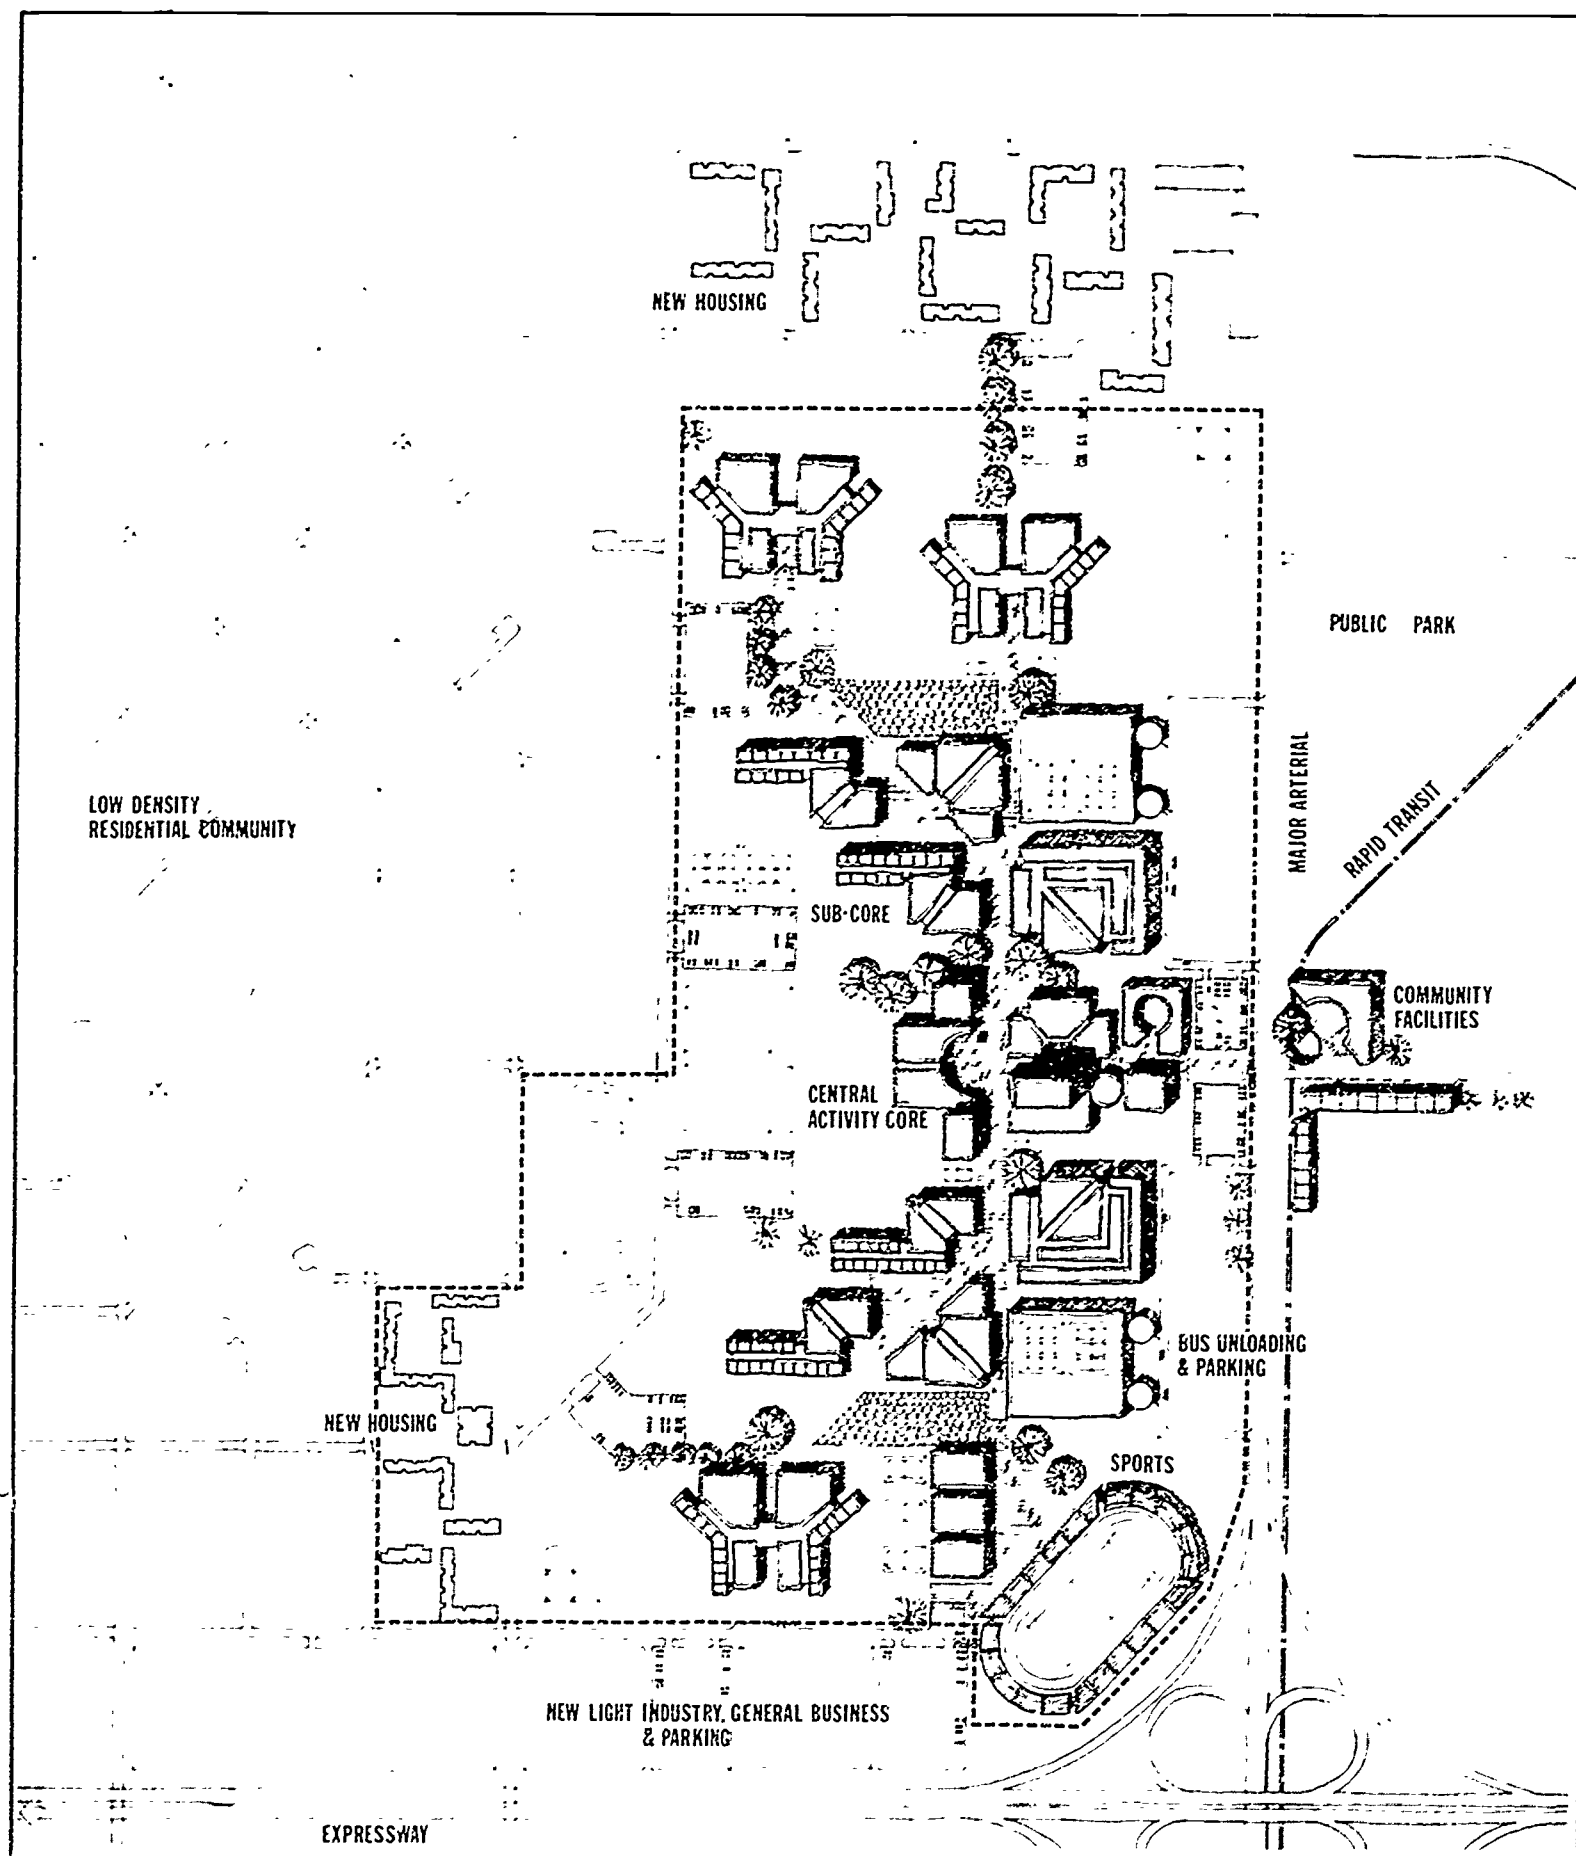 NEW HOUSING
PUBLIC PARK
MAJOR ARTERIAL
RAPID TRANSIT
LOW DENSITY
RESIDENTIAL COMMUNITY
SUB-CORE
COMMUNITY
FACILITIES
CENTRAL
ACTIVITY CORE
BUS UNLOADING
& PARKING
NEW HOUSING
SPORTS
NEW LIGHT INDUSTRY, GENERAL BUSINESS
& PARKING
EXPRESSWAY